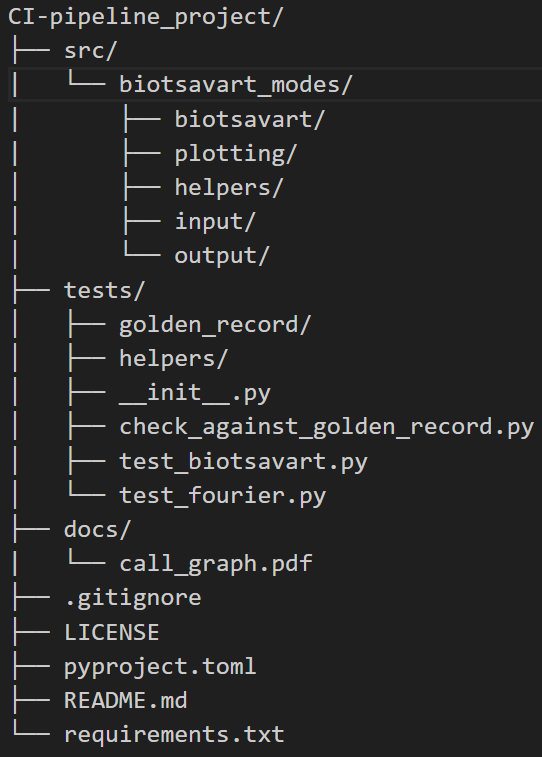 CI-pipeline_project/
├── src/
│   └── biotsavart_modes/
│       ├── biotsavart/
│       ├── plotting/
│       ├── helpers/
│       ├── input/
│       └── output/
├── tests/
│   ├── golden_record/
│   ├── helpers/
│   ├── __init__.py
│   ├── check_against_golden_record.py
│   ├── test_biotsavart.py
│   └── test_fourier.py
├── docs/
│   └── call_graph.pdf
├── .gitignore
├── LICENSE
├── pyproject.toml
├── README.md
└── requirements.txt